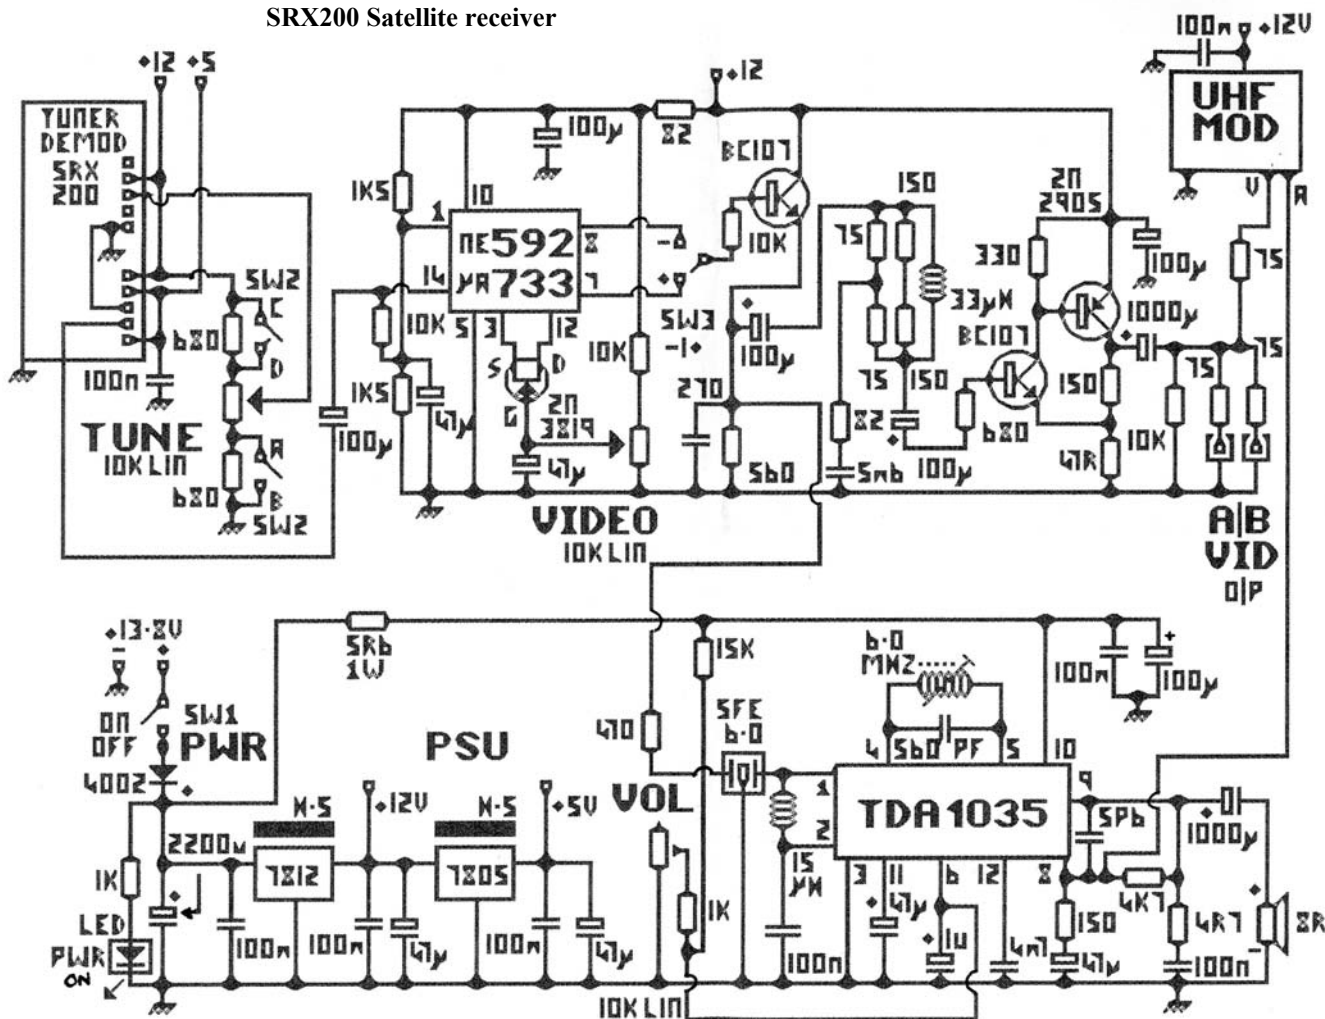 SRX200 Satellite receiver
+12 +5
TUNER
DEMOD
SRX
200
SW2
C
680
D
100n
TUNE
10K LIN
A
680
B
SW2
100µ
1K5
10
1
NE592
µA733
8
7
14
5
3
12
10K
1K5
47µ
S D
G
2N
3819
47µ
VIDEO
10K LIN
100µ
82
+12
-
+
SW3
-|+
10K
BC107
10K
+
100µ
270
560
150
75
33µH
75
150
82
5n6
+
100µ
680
BC107
330
2N
2905
100µ
1000µ
+
150
47R
10K
75
75
75
A|B
VID
O|P
100n
+12V
UHF
MOD
V
A
+13·8V
-
+
ON
OFF
SW1
PWR
4002
+
5R6
1W
PSU
2200µ
H·S
7812
+12V
H·S
7805
+5V
1K
LED
PWR
ON
+
100n
100n
47µ
100n
47µ
VOL
10K LIN
1K
15K
470
SFE
6·0
15
µH
100n
6·0
MHZ
560 PF
4
5
10
1
2
TDA1035
9
3
11
6
12
8
+
47µ
+
1µ
4n7
5P6
150
47µ
4K7
4R7
100n
+
1000µ
+
8R
-
100n
+
100µ